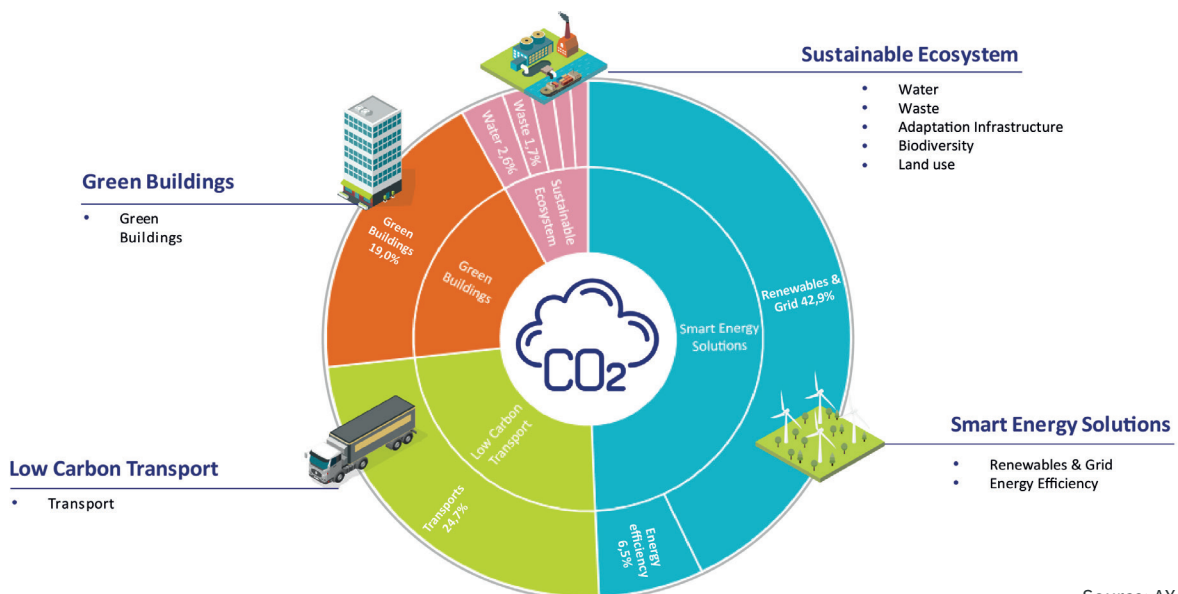 Sustainable Ecosystem
• Water
• Waste
• Adaptation Infrastructure
• Biodiversity
• Land use
Green Buildings
• Green
Buildings
Water 2,6%
Waste 1,7%
Sustainable
Ecosystem
Green
Buildings
19,0%
Green
Buildings
Renewables &
Grid 42,9%
Smart Energy
Solutions
CO2
Low Carbon
Transport
Transports
24,7%
Energy
efficiency
6,5%
Smart Energy Solutions
• Renewables & Grid
• Energy Efficiency
Low Carbon Transport
• Transport